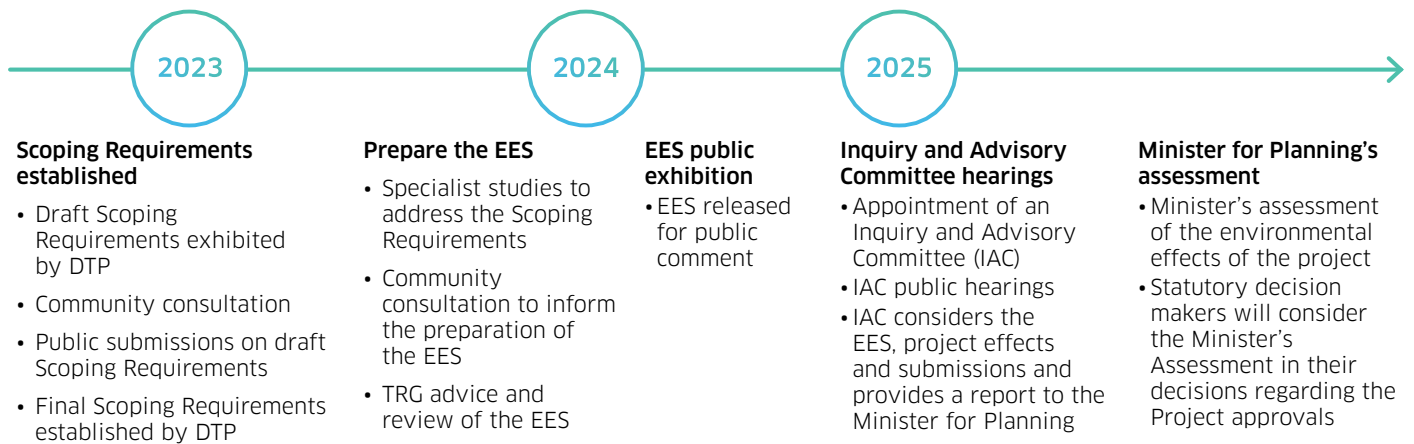 2023
2024
2025
Scoping Requirements
established
• Draft Scoping
Requirements exhibited
by DTP
• Community consultation
• Public submissions on draft
Scoping Requirements
• Final Scoping Requirements
established by DTP
Prepare the EES
• Specialist studies to
address the Scoping
Requirements
• Community
consultation to inform
the preparation of
the EES
• TRG advice and
review of the EES
EES public
exhibition
• EES released
for public
comment
Inquiry and Advisory
Committee hearings
• Appointment of an
Inquiry and Advisory
Committee (IAC)
• IAC public hearings
• IAC considers the
EES, project effects
and submissions and
provides a report to the
Minister for Planning
Minister for Planning's
assessment
• Minister's assessment
of the environmental
effects of the project
• Statutory decision
makers will consider
the Minister's
Assessment in their
decisions regarding the
Project approvals